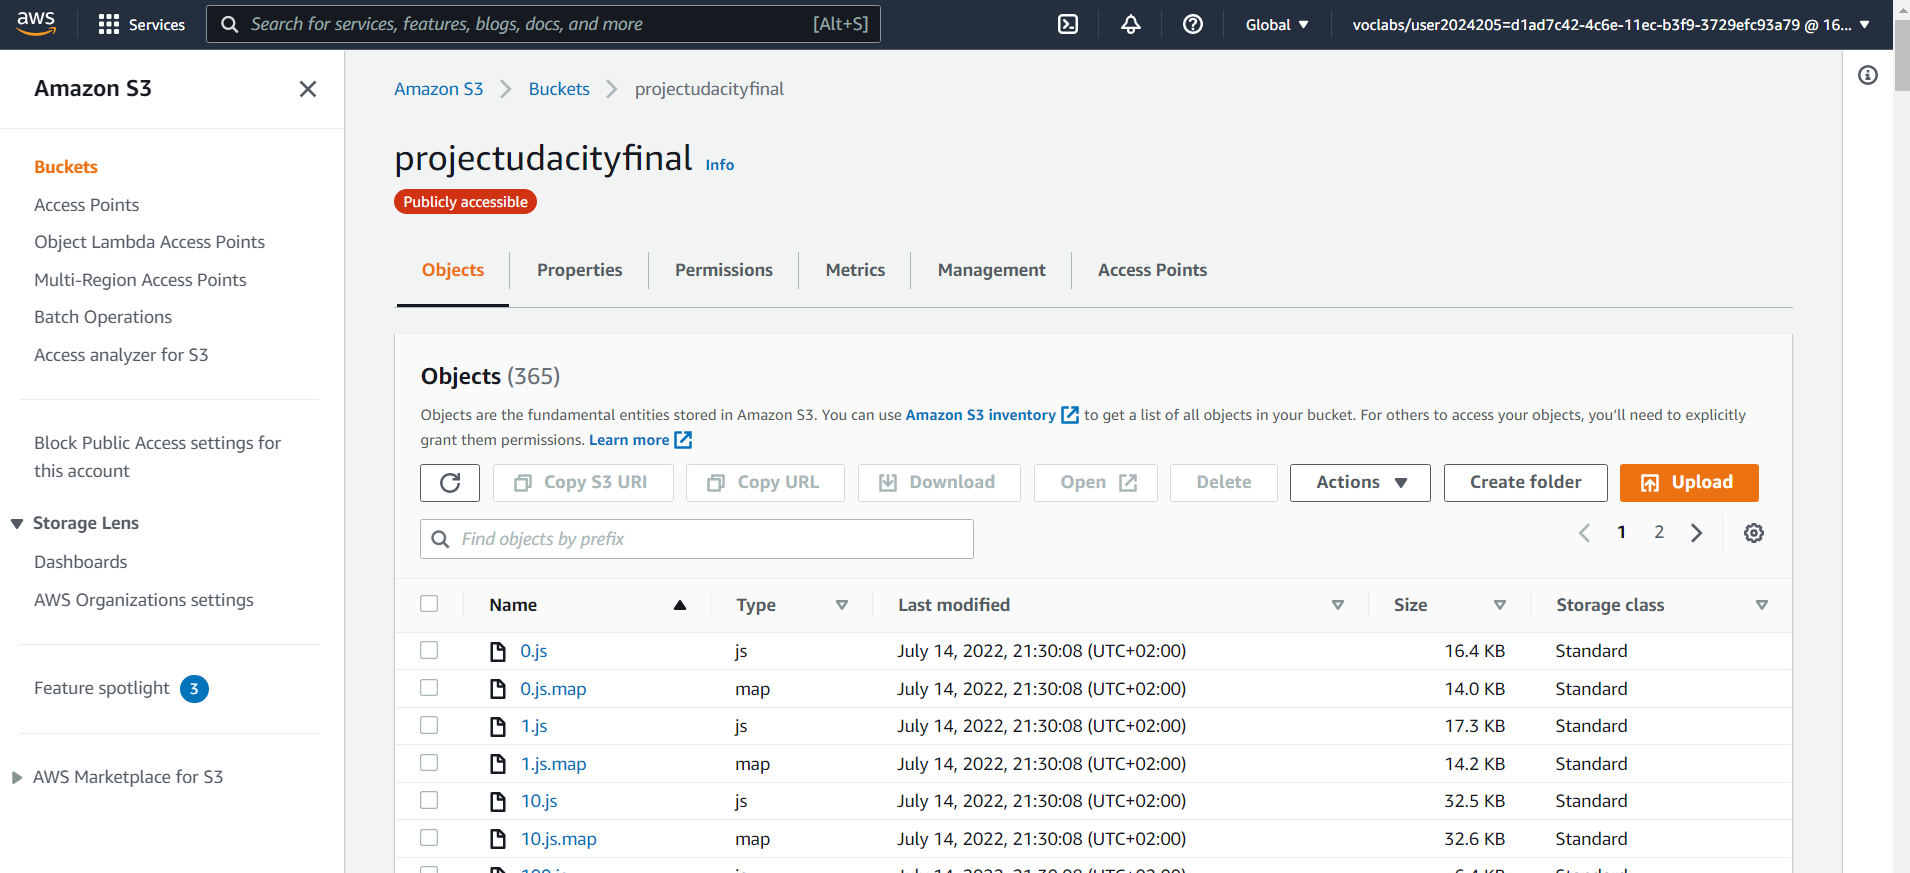 aws
Services
Search for services, features, blogs, docs, and more
[Alt+S]
Global
voclabs/user2024205=d1ad7c42-4c6e-11ec-b3f9-3729efc93a79 @ 16...
Amazon S3
Buckets
Access Points
Object Lambda Access Points
Multi-Region Access Points
Batch Operations
Access analyzer for S3
Block Public Access settings for
this account
Storage Lens
Dashboards
AWS Organizations settings
Feature spotlight 3
AWS Marketplace for S3
Amazon S3 Buckets projectudacityfinal
projectudacityfinal Info
Publicly accessible
Objects Properties Permissions Metrics Management Access Points
Objects (365)
Objects are the fundamental entities stored in Amazon S3. You can use Amazon S3 inventory to get a list of all objects in your bucket. For others to access your objects, you'll need to explicitly
grant them permissions. Learn more
Copy S3 URI Copy URL Download Open Delete Actions Create folder Upload
Find objects by prefix
1 2
Name Type Last modified Size Storage class
0.js js July 14, 2022, 21:30:08 (UTC+02:00) 16.4 KB Standard
0.js.map map July 14, 2022, 21:30:08 (UTC+02:00) 14.0 KB Standard
1.js js July 14, 2022, 21:30:08 (UTC+02:00) 17.3 KB Standard
1.js.map map July 14, 2022, 21:30:08 (UTC+02:00) 14.2 KB Standard
10.js js July 14, 2022, 21:30:08 (UTC+02:00) 32.5 KB Standard
10.js.map map July 14, 2022, 21:30:08 (UTC+02:00) 32.6 KB Standard